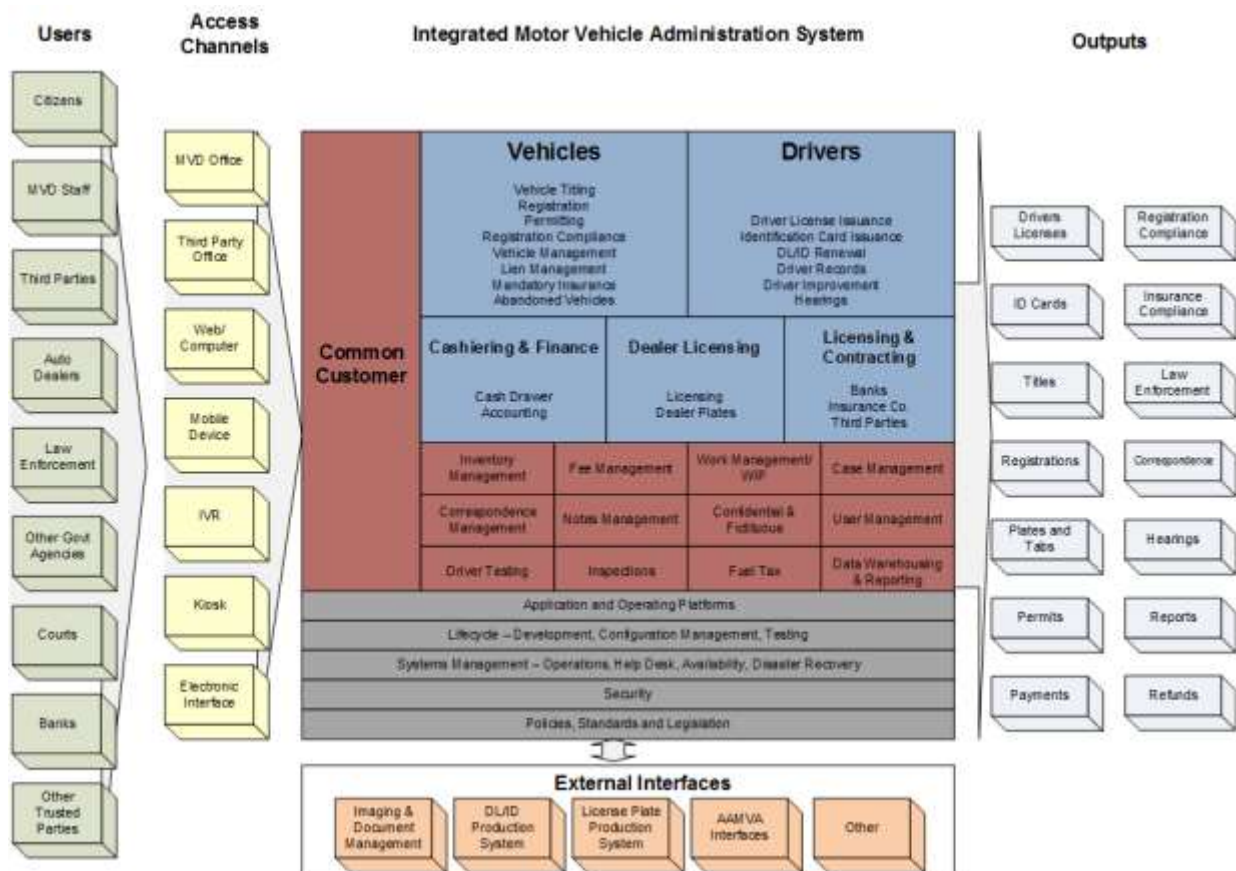 Users
Access
Channels
Integrated Motor Vehicle Administration System
Outputs
Citizens
MVD Staff
Third Parties
Auto
Dealers
Law
Enforcement
Other Govt
Agencies
Courts
Banks
Other
Trusted
Parties
MVD Office
Third Party
Office
Web/
Computer
Mobile
Device
IVR
Kiosk
Electronic
Interface
Common
Customer
Vehicles
Vehicle Titling
Registration
Permitting
Registration Compliance
Vehicle Management
Lien Management
Mandatory Insurance
Abandoned Vehicles
Drivers
Driver License Issuance
Identification Card Issuance
DL/ID Renewal
Driver Records
Driver Improvement
Hearings
Cashiering & Finance
Cash Drawer
Accounting
Dealer Licensing
Licensing
Dealer Plates
Licensing &
Contracting
Banks
Insurance Co.
Third Parties
Inventory
Management
Fee Management
Work Management/
WIP
Case Management
Correspondence
Management
Notes Management
Confidential &
Fictitious
User Management
Driver Testing
Inspections
Fuel Tax
Data Warehousing
& Reporting
Application and Operating Platforms
Lifecycle – Development, Configuration Management, Testing
Systems Management – Operations, Help Desk, Availability, Disaster Recovery
Security
Policies, Standards and Legislation
External Interfaces
Imaging &
Document
Management
DL/ID
Production
System
License Plate
Production
System
AAMVA
Interfaces
Other
Drivers
Licenses
Registration
Compliance
ID Cards
Insurance
Compliance
Titles
Law
Enforcement
Registrations
Correspondence
Plates and
Tabs
Hearings
Permits
Reports
Payments
Refunds